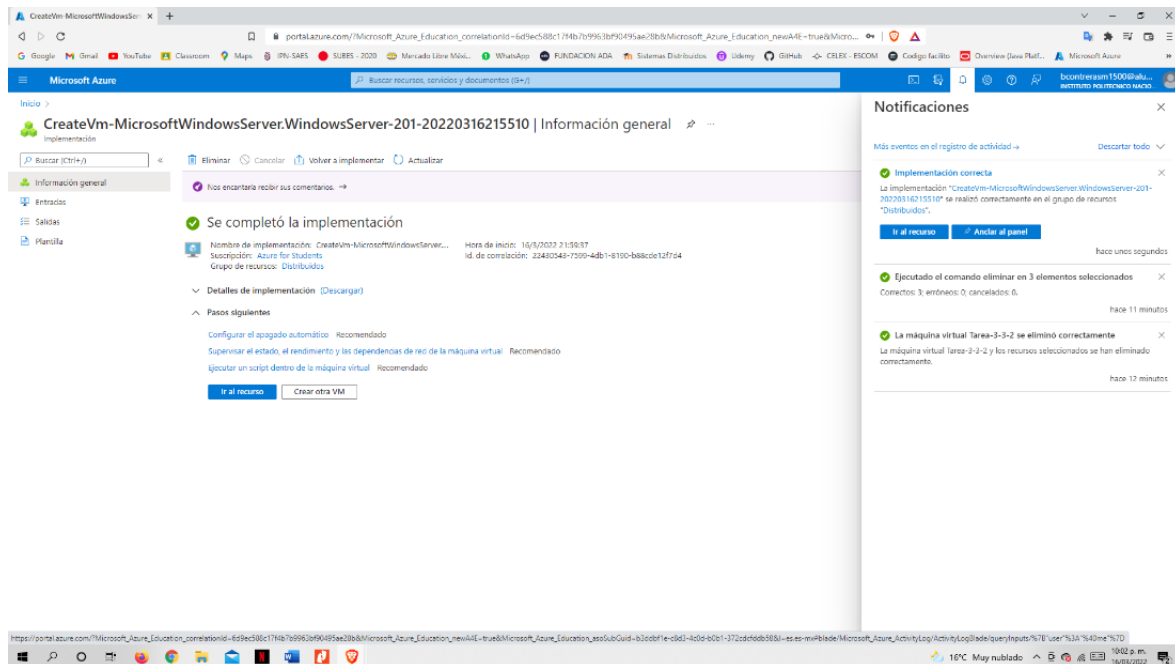 CreateVm-MicrosoftWindowsSer
portal.azure.com/?Microsoft_Azure_Education_correlationId=6d9ec588c17f4b7b9963bf90495ae28b&Microsoft_Azure_Education_newA4E=true&Micro...
Google Gmail YouTube Classroom Maps IPN-SAES SUBES - 2020 Mercado Libre Méxi... WhatsApp FUNDACION ADA Sistemas Distribuidos Udemy GitHub CELEX - ESCOM Codigo facilito Overview (Java Platf... Microsoft Azure
Microsoft Azure
Buscar recursos, servicios y documentos (G+/)
bcontrerasm1500@alu...
INSTITUTO POLITECNICO NACIO...
Inicio >
CreateVm-MicrosoftWindowsServer.WindowsServer-201-20220316215510 | Información general
Implementación
Buscar (Ctrl+/)
Eliminar Cancelar Volver a implementar Actualizar
Información general
Entradas
Salidas
Plantilla
Nos encantaría recibir sus comentarios. →
Se completó la implementación
Nombre de implementación: CreateVm-MicrosoftWindowsServer....
Suscripción: Azure for Students
Grupo de recursos: Distribuidos
Hora de inicio: 16/3/2022 21:59:37
Id. de correlación: 22430543-7599-4db1-8190-b88cde12f7d4
Detalles de implementación (Descargar)
Pasos siguientes
Configurar el apagado automático Recomendado
Supervisar el estado, el rendimiento y las dependencias de red de la máquina virtual Recomendado
Ejecutar un script dentro de la máquina virtual Recomendado
Ir al recurso Crear otra VM
Notificaciones
Más eventos en el registro de actividad →
Descartar todo
Implementación correcta
La implementación "CreateVm-MicrosoftWindowsServer.WindowsServer-201-
20220316215510" se realizó correctamente en el grupo de recursos
"Distribuidos".
Ir al recurso Anclar al panel
hace unos segundos
Ejecutado el comando eliminar en 3 elementos seleccionados
Correctos: 3; erróneos: 0; cancelados: 0.
hace 11 minutos
La máquina virtual Tarea-3-3-2 se eliminó correctamente
La máquina virtual Tarea-3-3-2 y los recursos seleccionados se han eliminado
correctamente.
hace 12 minutos
16°C Muy nublado
10:02 p. m.
16/03/2022